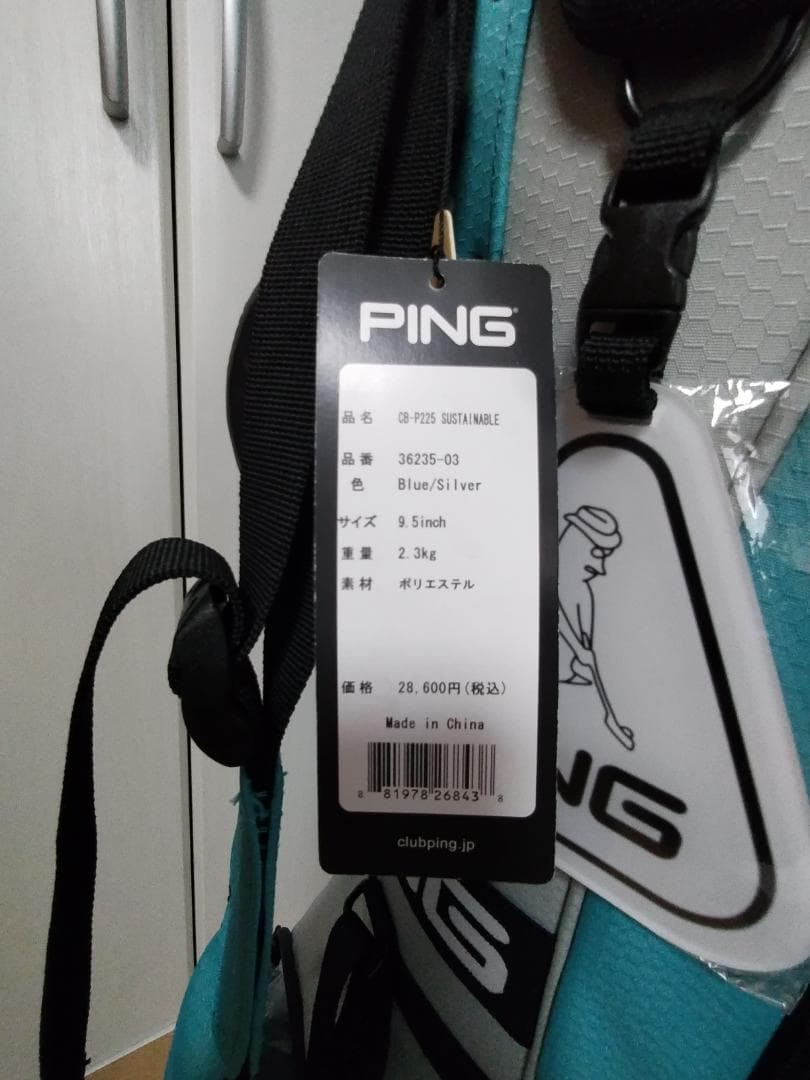 PING
品名 CB-P225 SUSTAINABLE
品番 36235-03
色 Blue/Silver
サイズ 9.5inch
重量 2.3kg
素材 ポリエステル
価格 28,600円(税込)
Made in China
8 81978 26843 8
clubping.jp
NG
NG